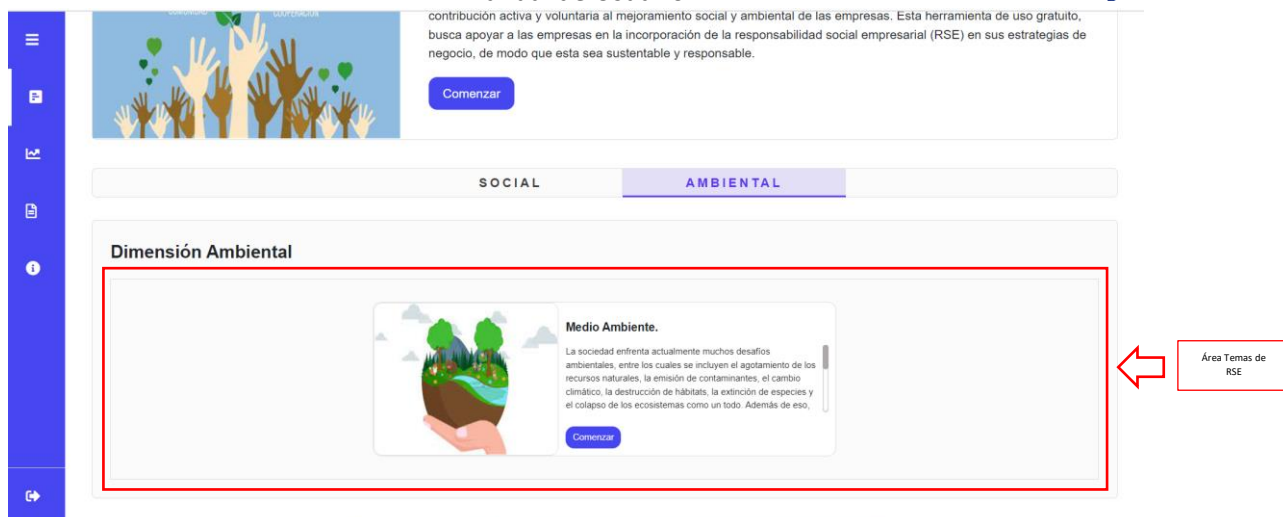 COMUNIDAD
COOPERACIÓN
contribución activa y voluntaria al mejoramiento social y ambiental de las empresas. Esta herramienta de uso gratuito,
busca apoyar a las empresas en la incorporación de la responsabilidad social empresarial (RSE) en sus estrategias de
negocio, de modo que esta sea sustentable y responsable.
Comenzar
SOCIAL
AMBIENTAL
Dimensión Ambiental
Medio Ambiente.
La sociedad enfrenta actualmente muchos desafíos
ambientales, entre los cuales se incluyen el agotamiento de los
recursos naturales, la emisión de contaminantes, el cambio
climático, la destrucción de hábitats, la extinción de especies y
el colapso de los ecosistemas como un todo. Además de eso,
Comenzar
Área Temas de
RSE